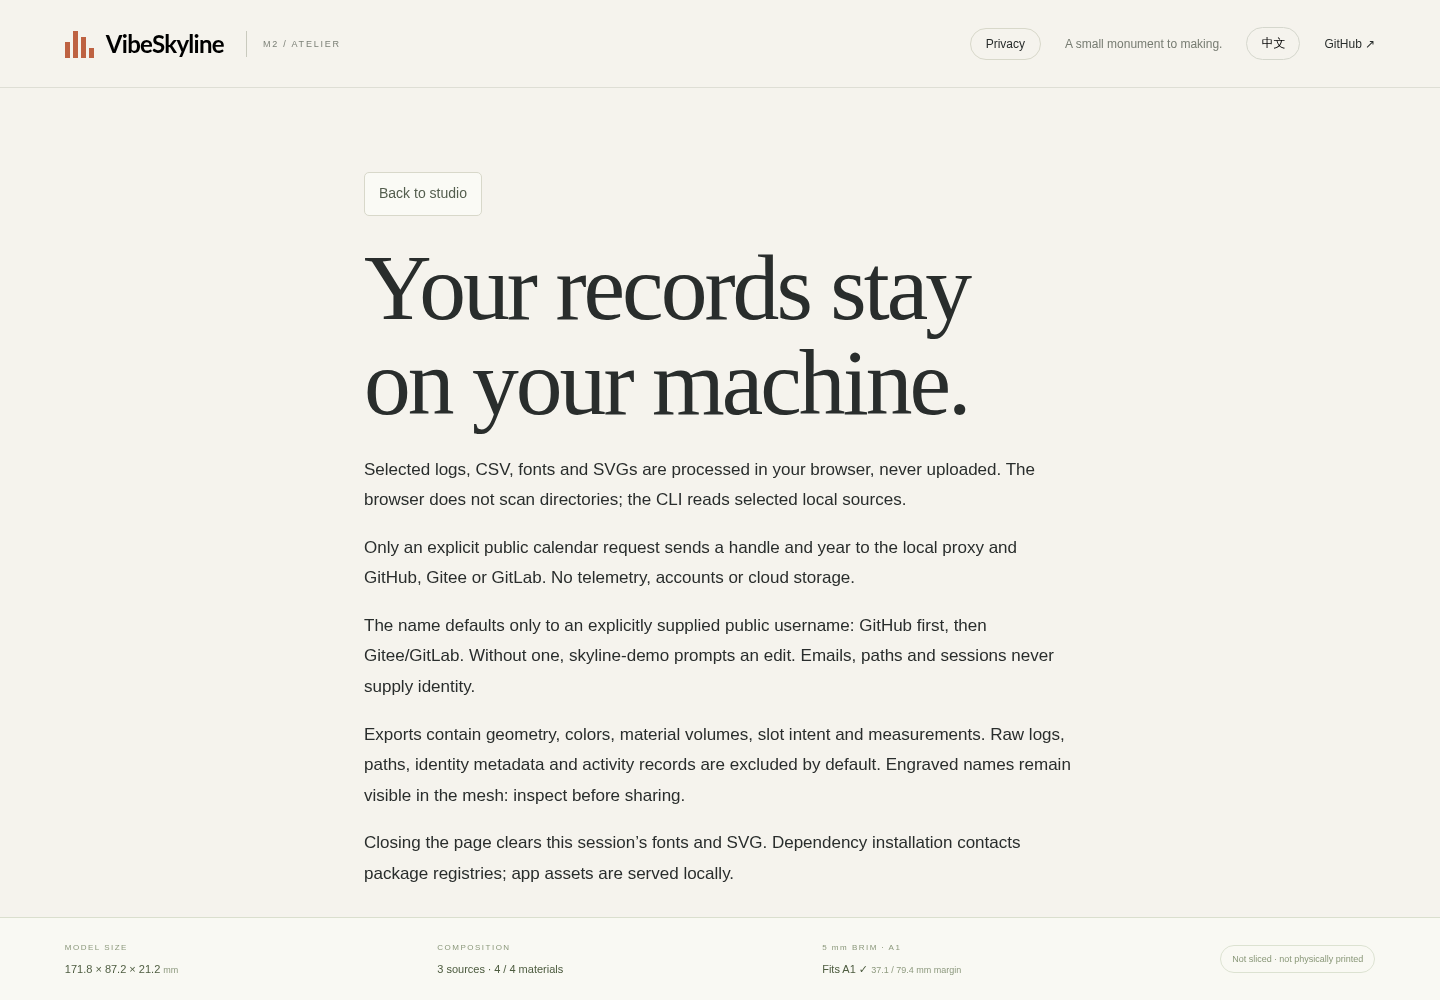 VibeSkyline
M2 / ATELIER
Privacy
A small monument to making.
中文
GitHub ↗
Back to studio
Your records stay
on your machine.
Selected logs, CSV, fonts and SVGs are processed in your browser, never uploaded. The
browser does not scan directories; the CLI reads selected local sources.
Only an explicit public calendar request sends a handle and year to the local proxy and
GitHub, Gitee or GitLab. No telemetry, accounts or cloud storage.
The name defaults only to an explicitly supplied public username: GitHub first, then
Gitee/GitLab. Without one, skyline-demo prompts an edit. Emails, paths and sessions never
supply identity.
Exports contain geometry, colors, material volumes, slot intent and measurements. Raw logs,
paths, identity metadata and activity records are excluded by default. Engraved names remain
visible in the mesh: inspect before sharing.
Closing the page clears this session’s fonts and SVG. Dependency installation contacts
package registries; app assets are served locally.
MODEL SIZE
171.8 × 87.2 × 21.2 mm
COMPOSITION
3 sources · 4 / 4 materials
5 mm BRIM · A1
Fits A1 ✓ 37.1 / 79.4 mm margin
Not sliced · not physically printed